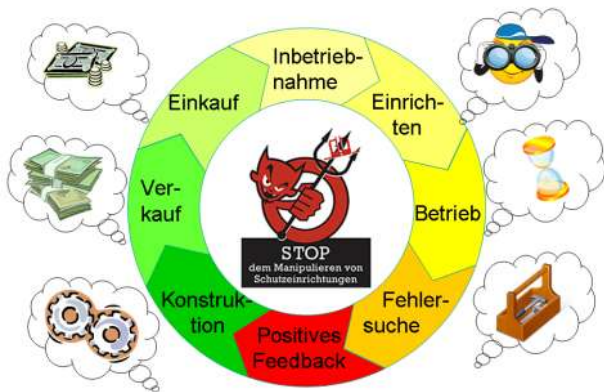 Inbetrieb-
nahme
Einrich-
ten
Betrieb
Fehler-
suche
Positives
Feedback
Konstruk-
tion
Ver-
kauf
Einkauf
STOP
dem Manipulieren von
Schutzeinrichtungen